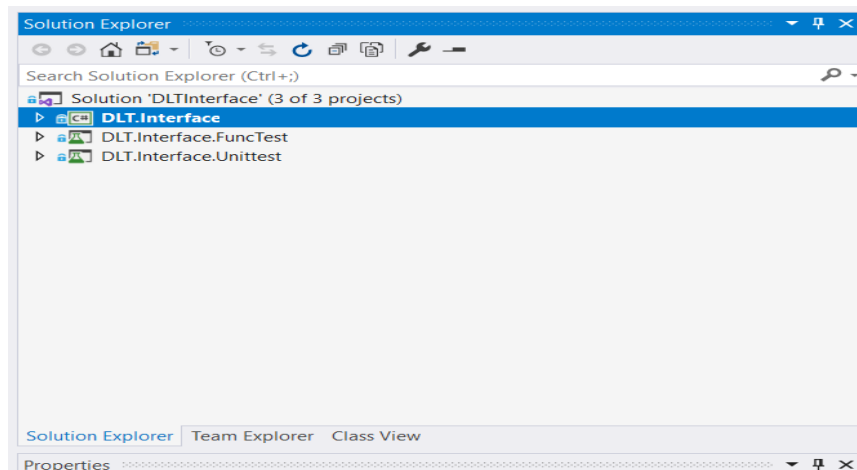 Solution Explorer
Search Solution Explorer (Ctrl+;)
Solution 'DLTInterface' (3 of 3 projects)
C# DLT.Interface
DLT.Interface.FuncTest
DLT.Interface.Unittest
Solution Explorer Team Explorer Class View
Properties